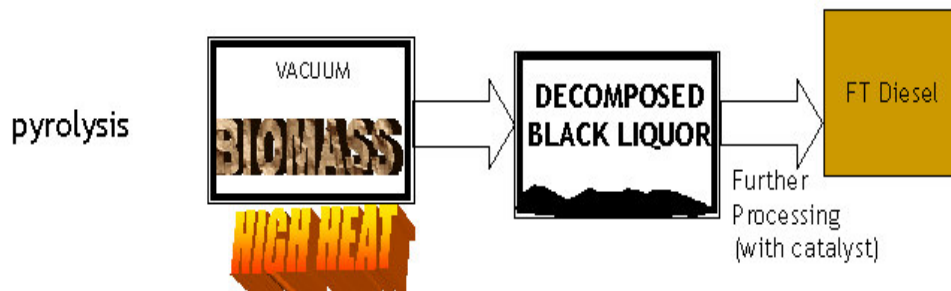 pyrolysis
VACUUM
BIOMASS
HIGH HEAT
DECOMPOSED
BLACK LIQUOR
Further
Processing
(with catalyst)
FT Diesel